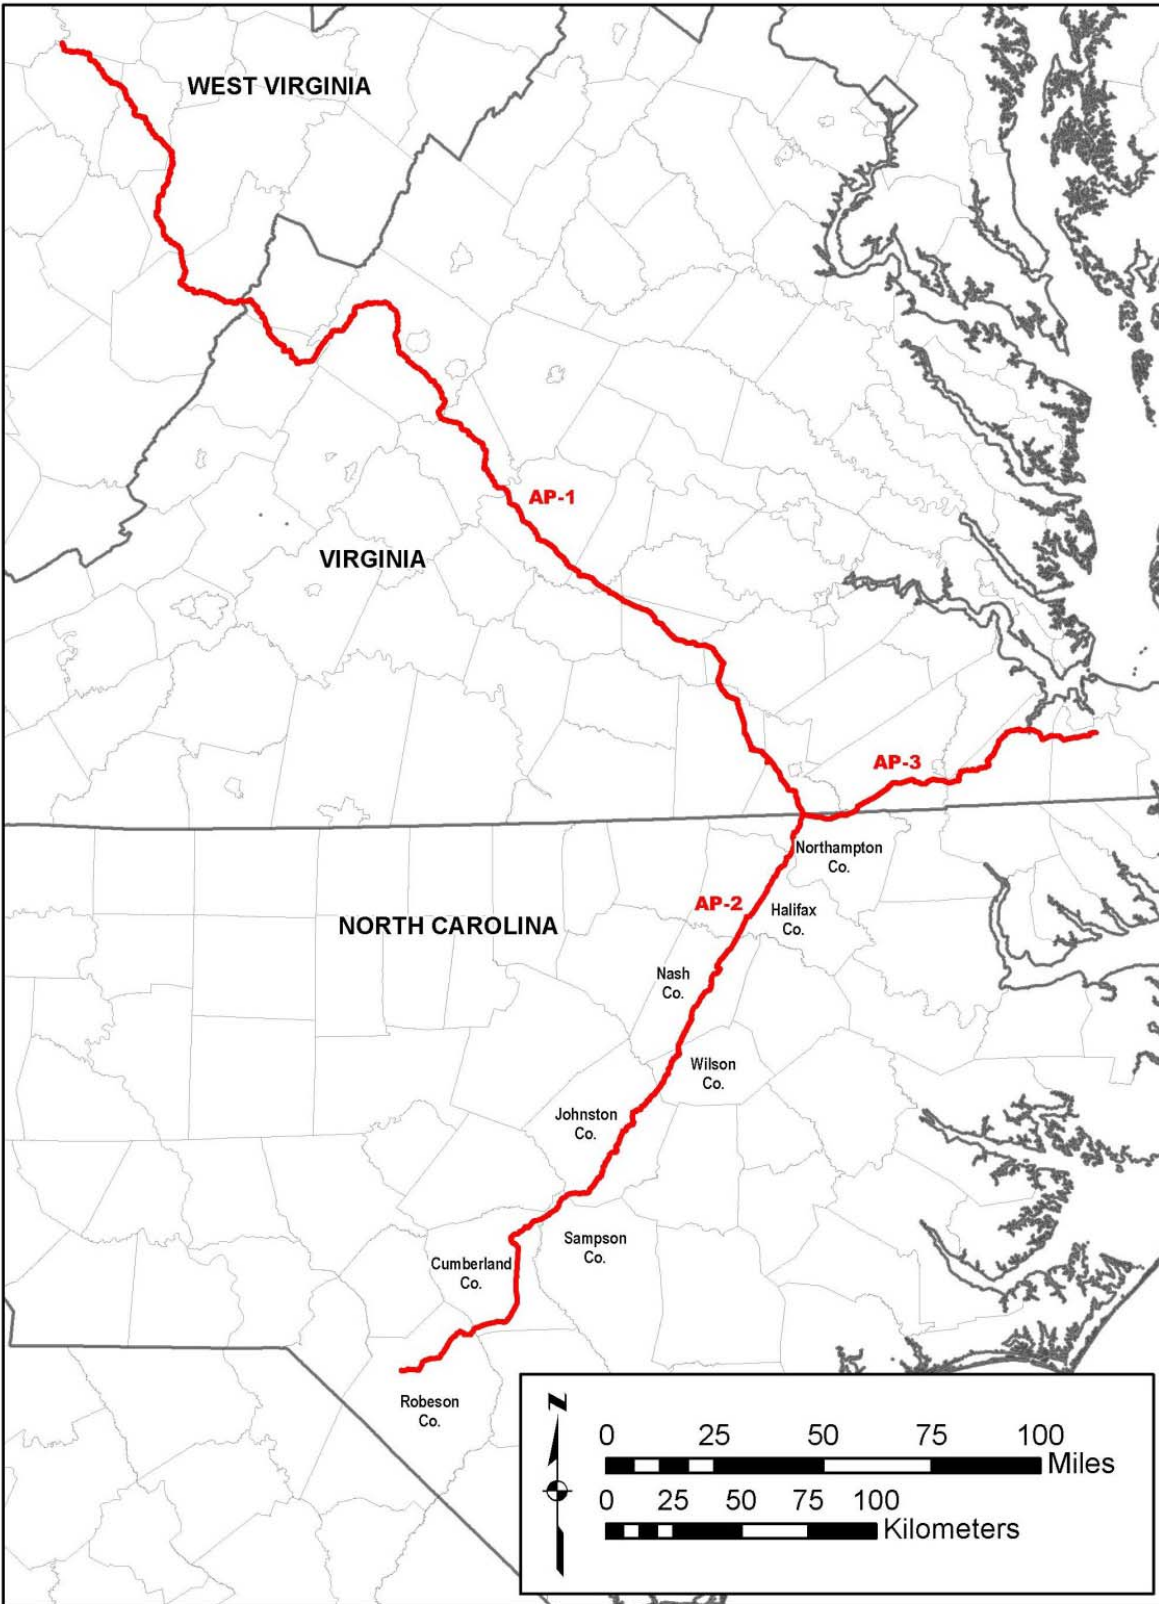 WEST VIRGINIA
AP-1
VIRGINIA
AP-3
Northampton
Co.
AP-2
Halifax
Co.
NORTH CAROLINA
Nash
Co.
Wilson
Co.
Johnston
Co.
Sampson
Co.
Cumberland
Co.
Robeson
Co.
N
0 25 50 75 100
Miles
0 25 50 75 100
Kilometers